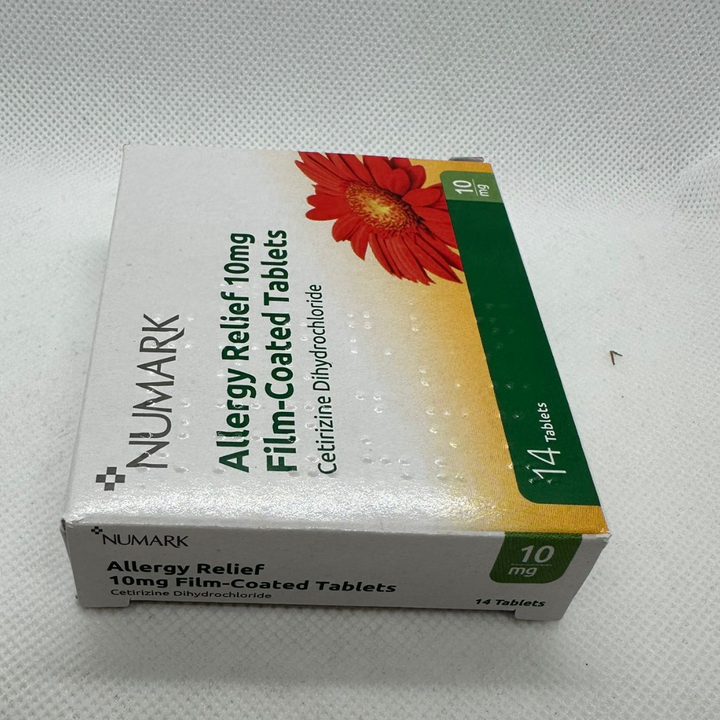 NUMARK
Allergy Relief 10mg
Film-Coated Tablets
Cetirizine Dihydrochloride
10
mg
14 Tablets
NUMARK
Allergy Relief
10mg Film-Coated Tablets
Cetirizine Dihydrochloride
10
mg
14 Tablets